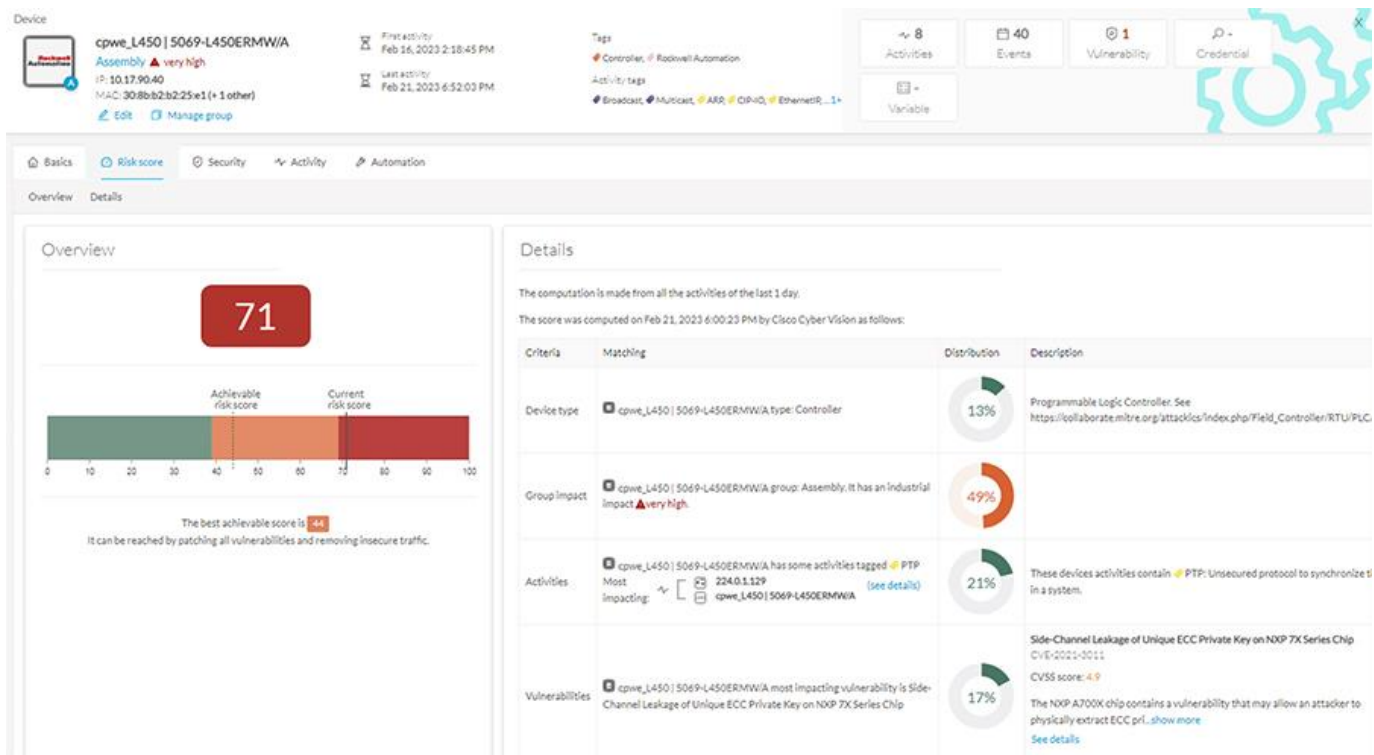 Device
Rockwell
Automation
A
cpwe_L450 | 5069-L450ERMW/A
Assembly very high
IP: 10.17.90.40
MAC: 30:8b:b2:b2:25:e1 (+ 1 other)
Edit Manage group
First activity
Feb 16, 2023 2:18:45 PM
Last activity
Feb 21, 2023 6:52:03 PM
Tags
Controller, Rockwell Automation
Activity tags
Broadcast, Multicast, ARP, CIP-IO, EthernetIP, ...1+
8
Activities
40
Events
1
Vulnerability
-
Credential
-
Variable
X
Basics Risk score Security Activity Automation
Overview Details
Overview
71
Achievable
risk score
Current
risk score
0 10 20 30 40 50 60 70 80 90 100
The best achievable score is 44
It can be reached by patching all vulnerabilities and removing insecure traffic.
Details
The computation is made from all the activities of the last 1 day.
The score was computed on Feb 21, 2023 6:00:23 PM by Cisco Cyber Vision as follows:
Criteria Matching Distribution Description
Device type cpwe_L450 | 5069-L450ERMW/A type: Controller 13% Programmable Logic Controller. See
https://collaborate.mitre.org/attackics/index.php/Field_Controller/RTU/PLC/
Group impact cpwe_L450 | 5069-L450ERMW/A group: Assembly. It has an industrial
impact very high.
49%
Activities
cpwe_L450 | 5069-L450ERMW/A has some activities tagged PTP
Most
impacting:
224.0.1.129
cpwe_L450 | 5069-L450ERMW/A
(see details)
21%
These devices activities contain PTP: Unsecured protocol to synchronize
in a system.
Vulnerabilities
cpwe_L450 | 5069-L450ERMW/A most impacting vulnerability is Side-
Channel Leakage of Unique ECC Private Key on NXP 7X Series Chip
17%
Side-Channel Leakage of Unique ECC Private Key on NXP 7X Series Chip
CVE-2021-3011
CVSS score: 4.9
The NXP A700X chip contains a vulnerability that may allow an attacker to
physically extract ECC pri...show more
See details